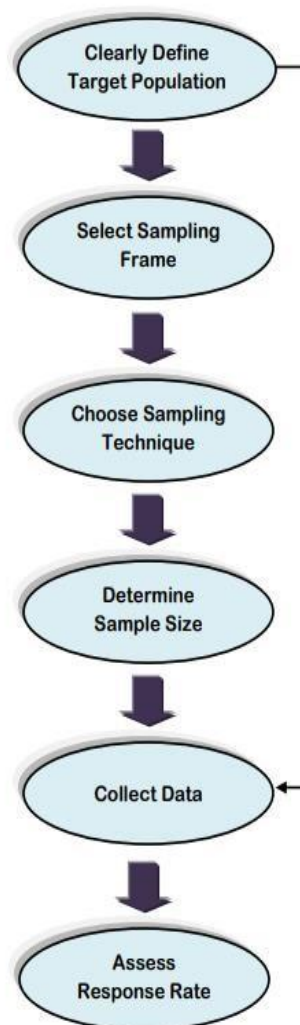 Clearly Define
Target Population
Select Sampling
Frame
Choose Sampling
Technique
Determine
Sample Size
Collect Data
Assess
Response Rate